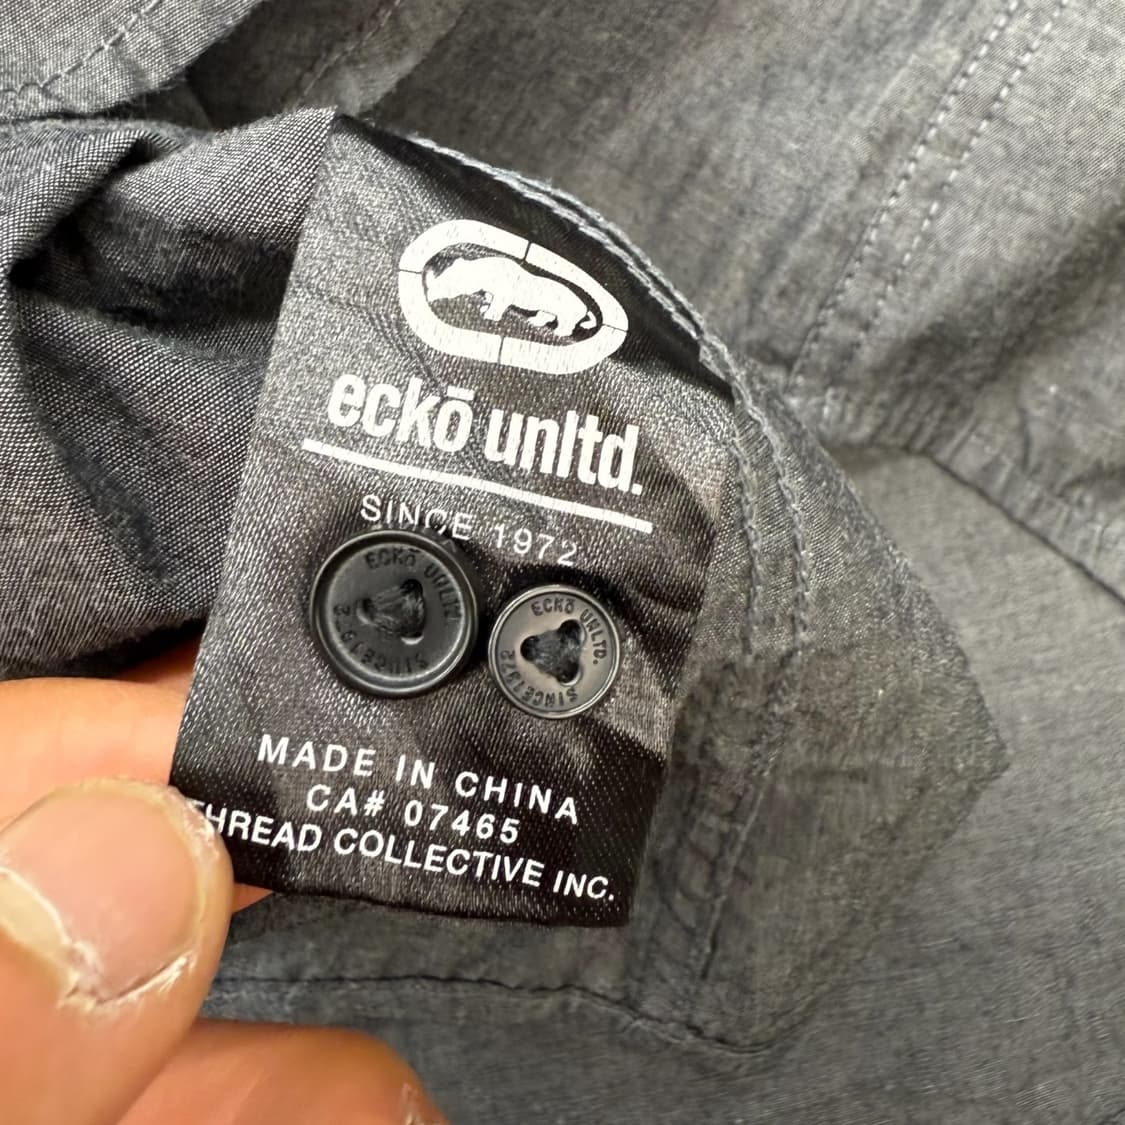 eckō unltd.
SINCE 1972
ECKŌ UNLTD.
SINCE 1972
ECKŌ UNLTD.
SINCE 1972
MADE IN CHINA
CA# 07465
THREAD COLLECTIVE INC.